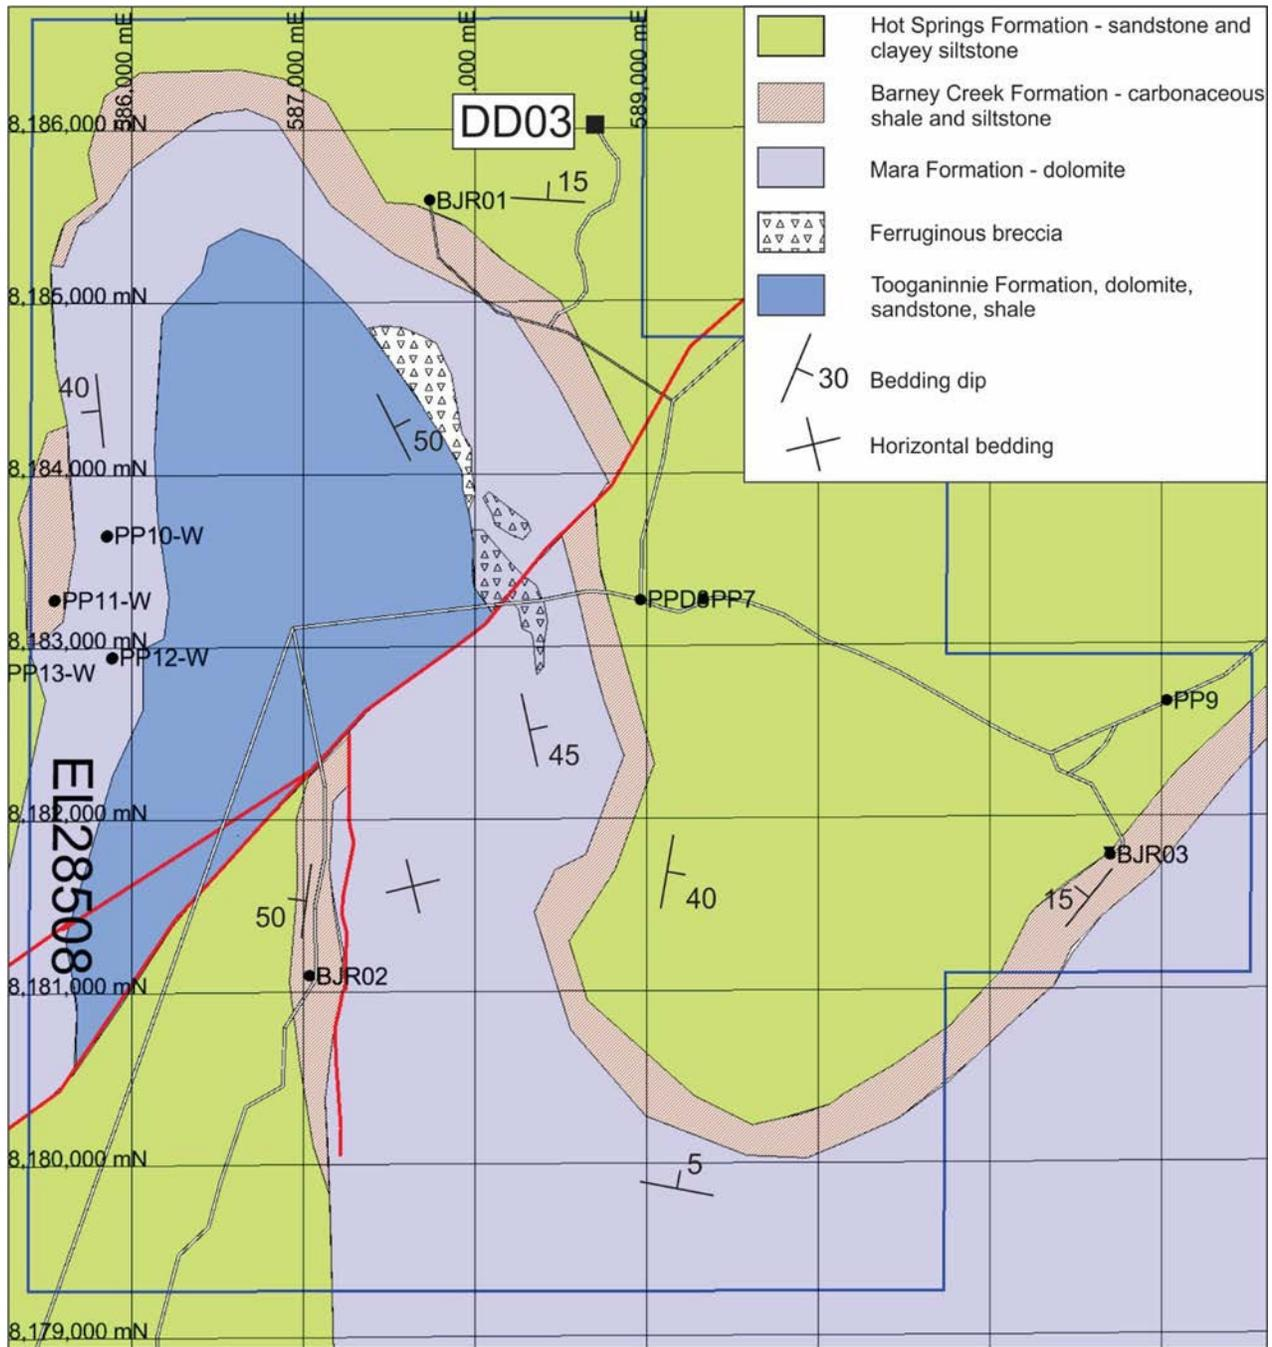 586,000 mE
587,000 mE
,000 mE
589,000 mE
Hot Springs Formation - sandstone and
clayey siltstone
Barney Creek Formation - carbonaceous
shale and siltstone
Mara Formation - dolomite
Ferruginous breccia
Tooganinnie Formation, dolomite,
sandstone, shale
30 Bedding dip
Horizontal bedding
8,186,000 mN
DD03
15
BJR01
8,185,000 mN
40
50
8,184,000 mN
PP10-W
PP11-W
PPD8PP7
8,183,000 mN
PP12-W
PP13-W
PP9
45
EL28508
8,182,000 mN
BJR03
15
40
50
BJR02
8,181,000 mN
8,180,000 mN
5
8,179,000 mN